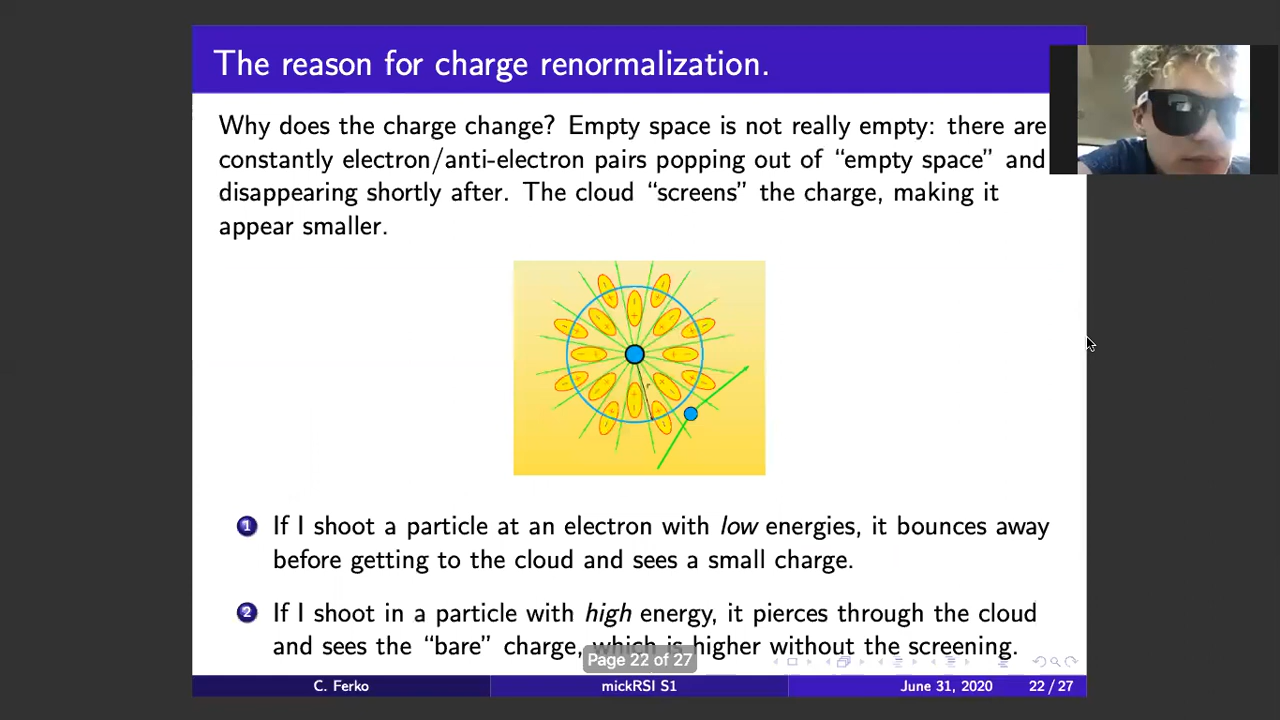 The reason for charge renormalization.
Why does the charge change? Empty space is not really empty: there are
constantly electron/anti-electron pairs popping out of “empty space” and
disappearing shortly after. The cloud “screens” the charge, making it
appear smaller.
r
1 If I shoot a particle at an electron with low energies, it bounces away
before getting to the cloud and sees a small charge.
2 If I shoot in a particle with high energy, it pierces through the cloud
and sees the “bare” charge, which is higher without the screening.
Page 22 of 27
C. Ferko mickRSI S1 June 31, 2020 22 / 27